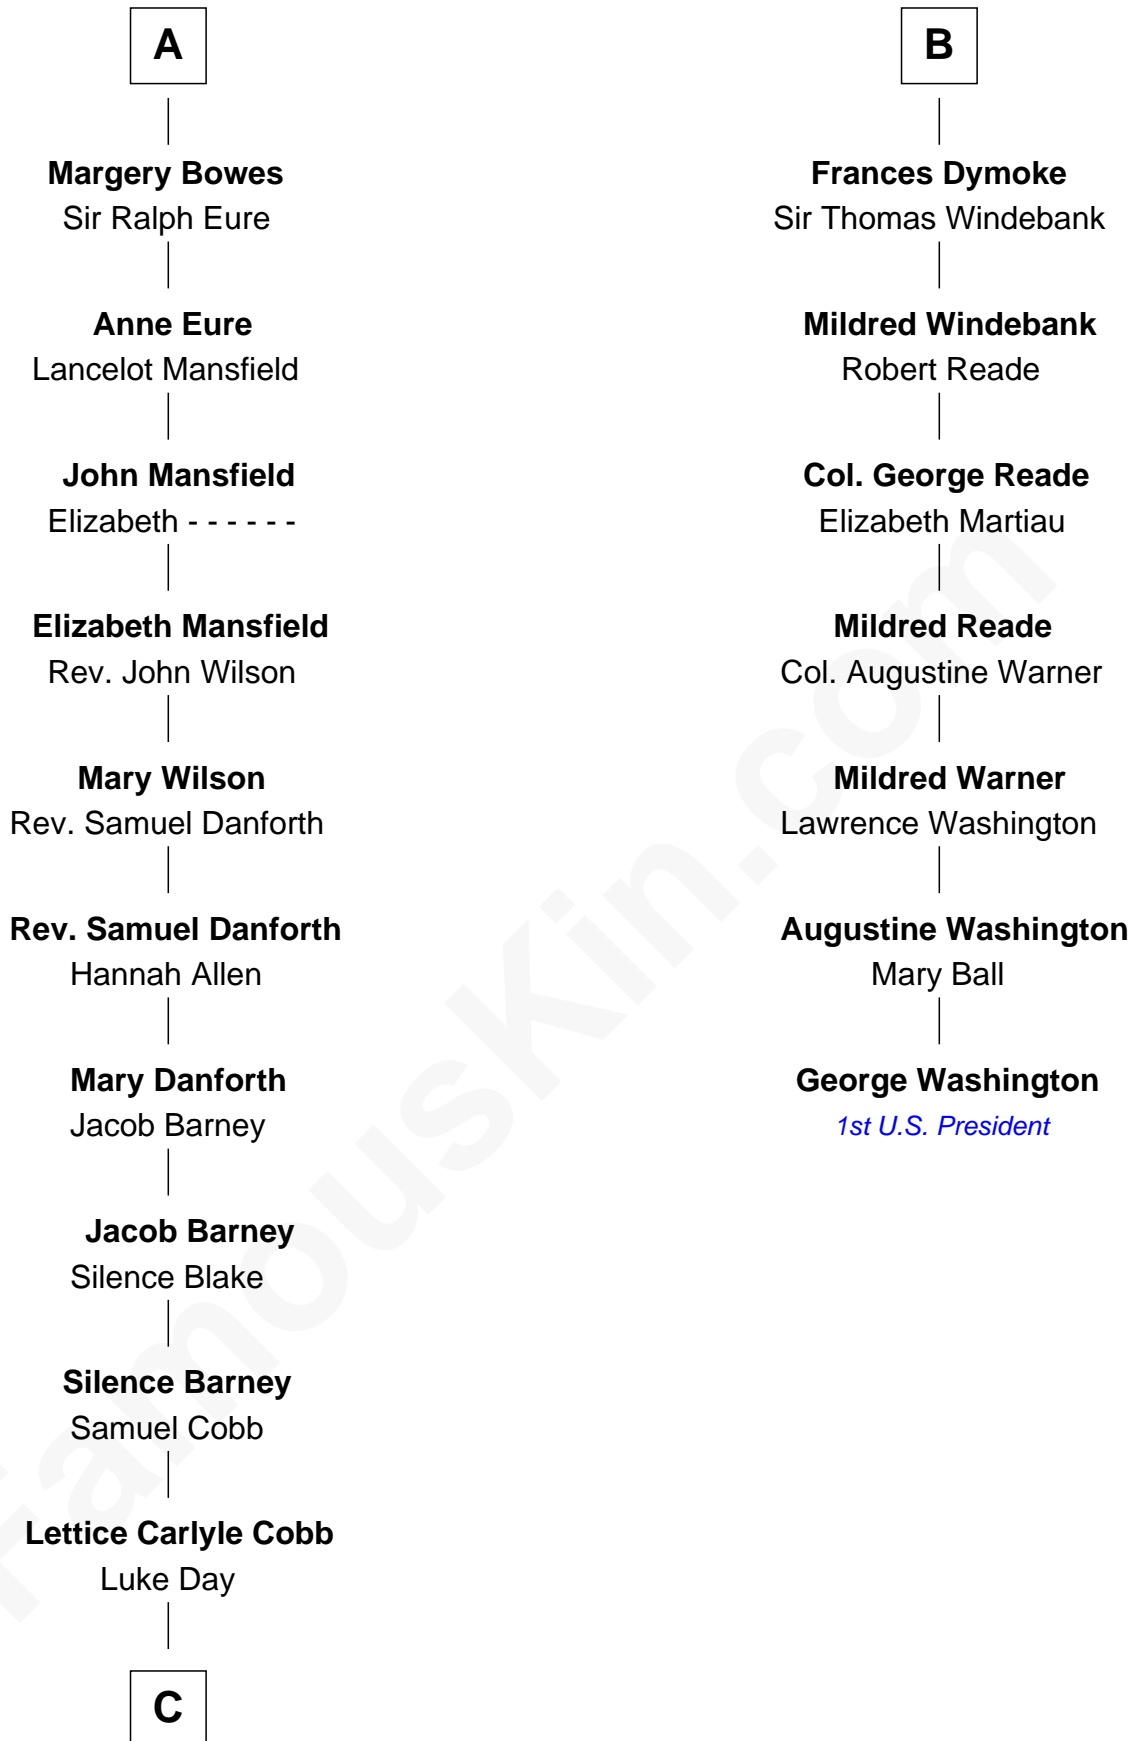 A
Margery Bowes
Sir Ralph Eure
Anne Eure
Lancelot Mansfield
John Mansfield
Elizabeth - - - - - -
Elizabeth Mansfield
Rev. John Wilson
Mary Wilson
Rev. Samuel Danforth
Rev. Samuel Danforth
Hannah Allen
Mary Danforth
Jacob Barney
Jacob Barney
Silence Blake
Silence Barney
Samuel Cobb
Lettice Carlyle Cobb
Luke Day
C
B
Frances Dymoke
Sir Thomas Windebank
Mildred Windebank
Robert Reade
Col. George Reade
Elizabeth Martiau
Mildred Reade
Col. Augustine Warner
Mildred Warner
Lawrence Washington
Augustine Washington
Mary Ball
George Washington
1st U.S. President
FamousKin.com